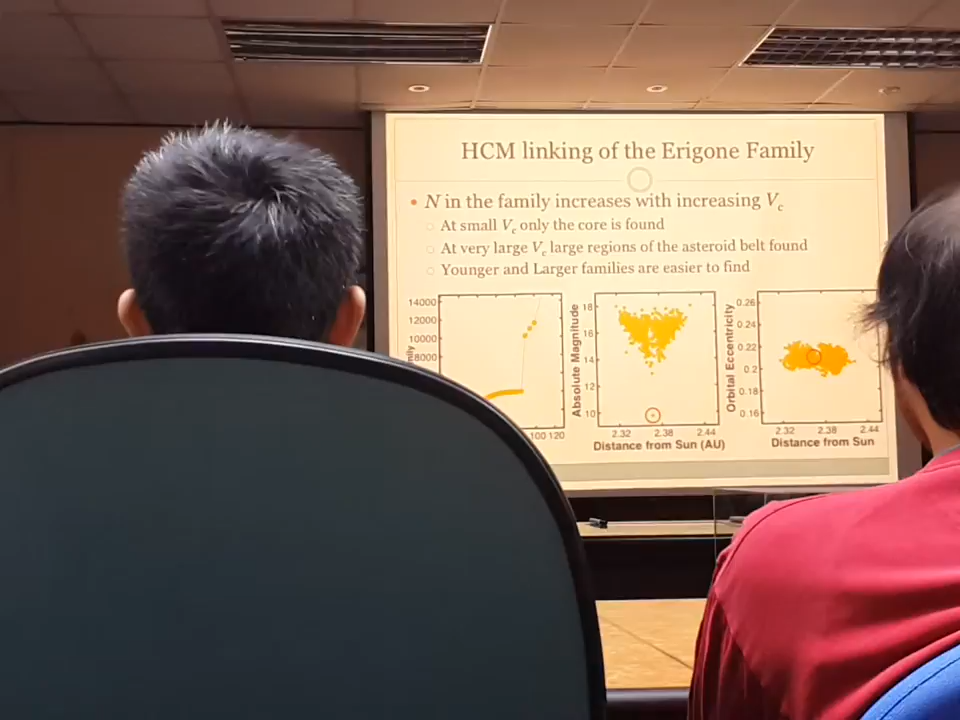 HCM linking of the Erigone Family
N in the family increases with increasing Vc
At small Vc only the core is found
At very large Vc large regions of the asteroid belt found
Younger and Larger families are easier to find
14000
12000
10000
8000
100 120
Absolute Magnitude
18
16
14
12
10
2.32 2.38 2.44
Distance from Sun (AU)
Orbital Eccentricity
0.26
0.24
0.22
0.2
0.18
0.16
2.32 2.38 2.44
Distance from Sun